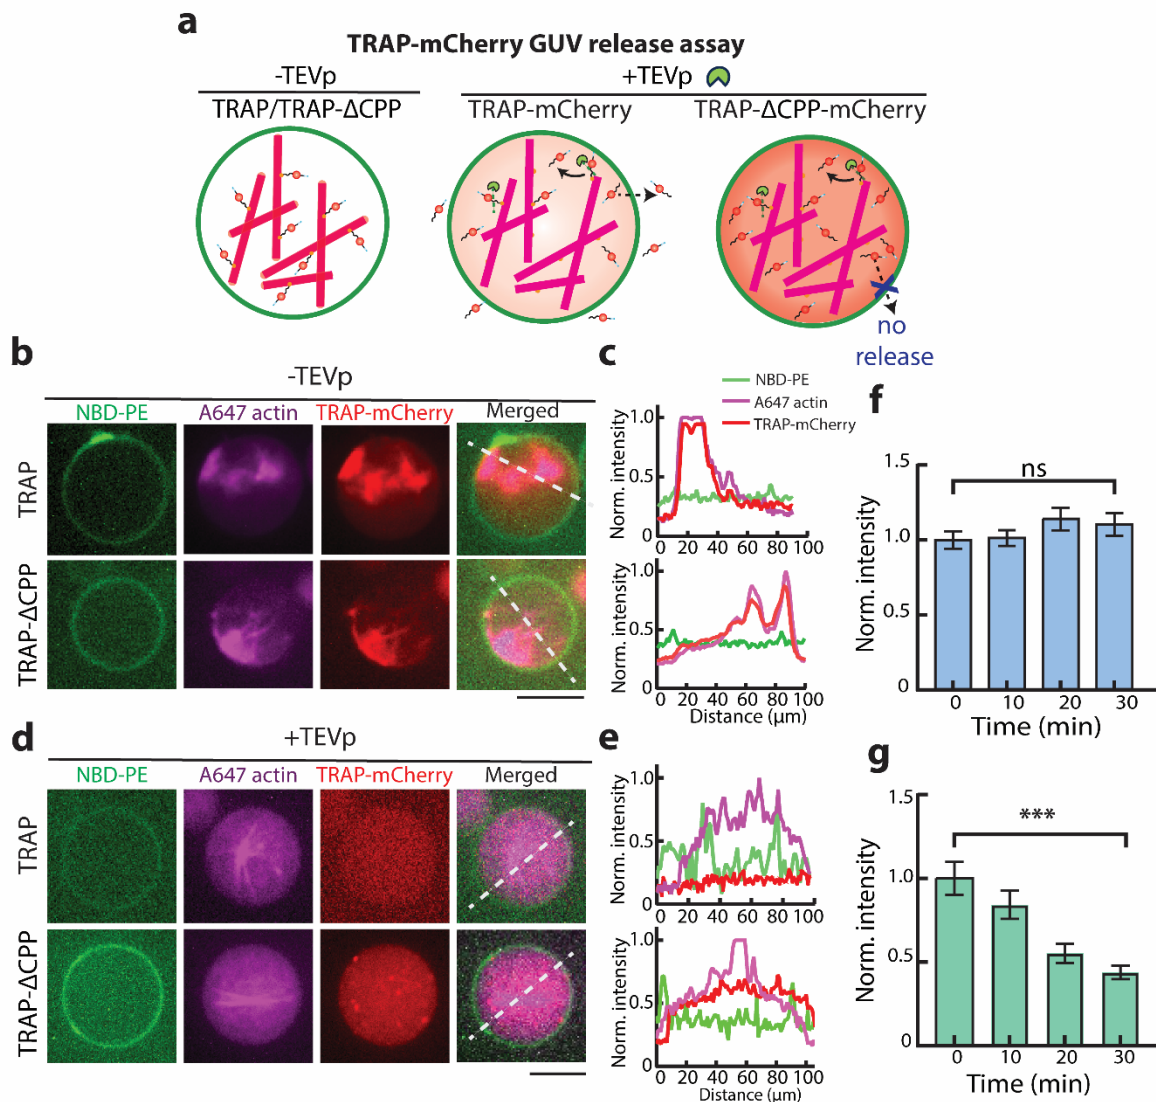 a
TRAP-mCherry GUV release assay
-TEVp
+TEVp
TRAP/TRAP-ΔCPP
TRAP-mCherry
TRAP-ΔCPP-mCherry
no
release
b
-TEVp
NBD-PE
A647 actin
TRAP-mCherry
Merged
TRAP
TRAP-ΔCPP
c
NBD-PE
A647 actin
TRAP-mCherry
Norm. intensity
1.0
0.5
0
0 20 40 60 80 100
Norm. intensity
1.0
0.5
0
0 20 40 60 80 100
Distance (µm)
f
ns
Norm. intensity
1.5
1.0
0.5
0
0 10 20 30
Time (min)
d
+TEVp
NBD-PE
A647 actin
TRAP-mCherry
Merged
TRAP
TRAP-ΔCPP
e
Norm. intensity
1.0
0.5
0
0 20 40 60 80 100
Norm. intensity
1.0
0.5
0
0 20 40 60 80 100
Distance (µm)
g
***
Norm. intensity
1.5
1.0
0.5
0
0 10 20 30
Time (min)